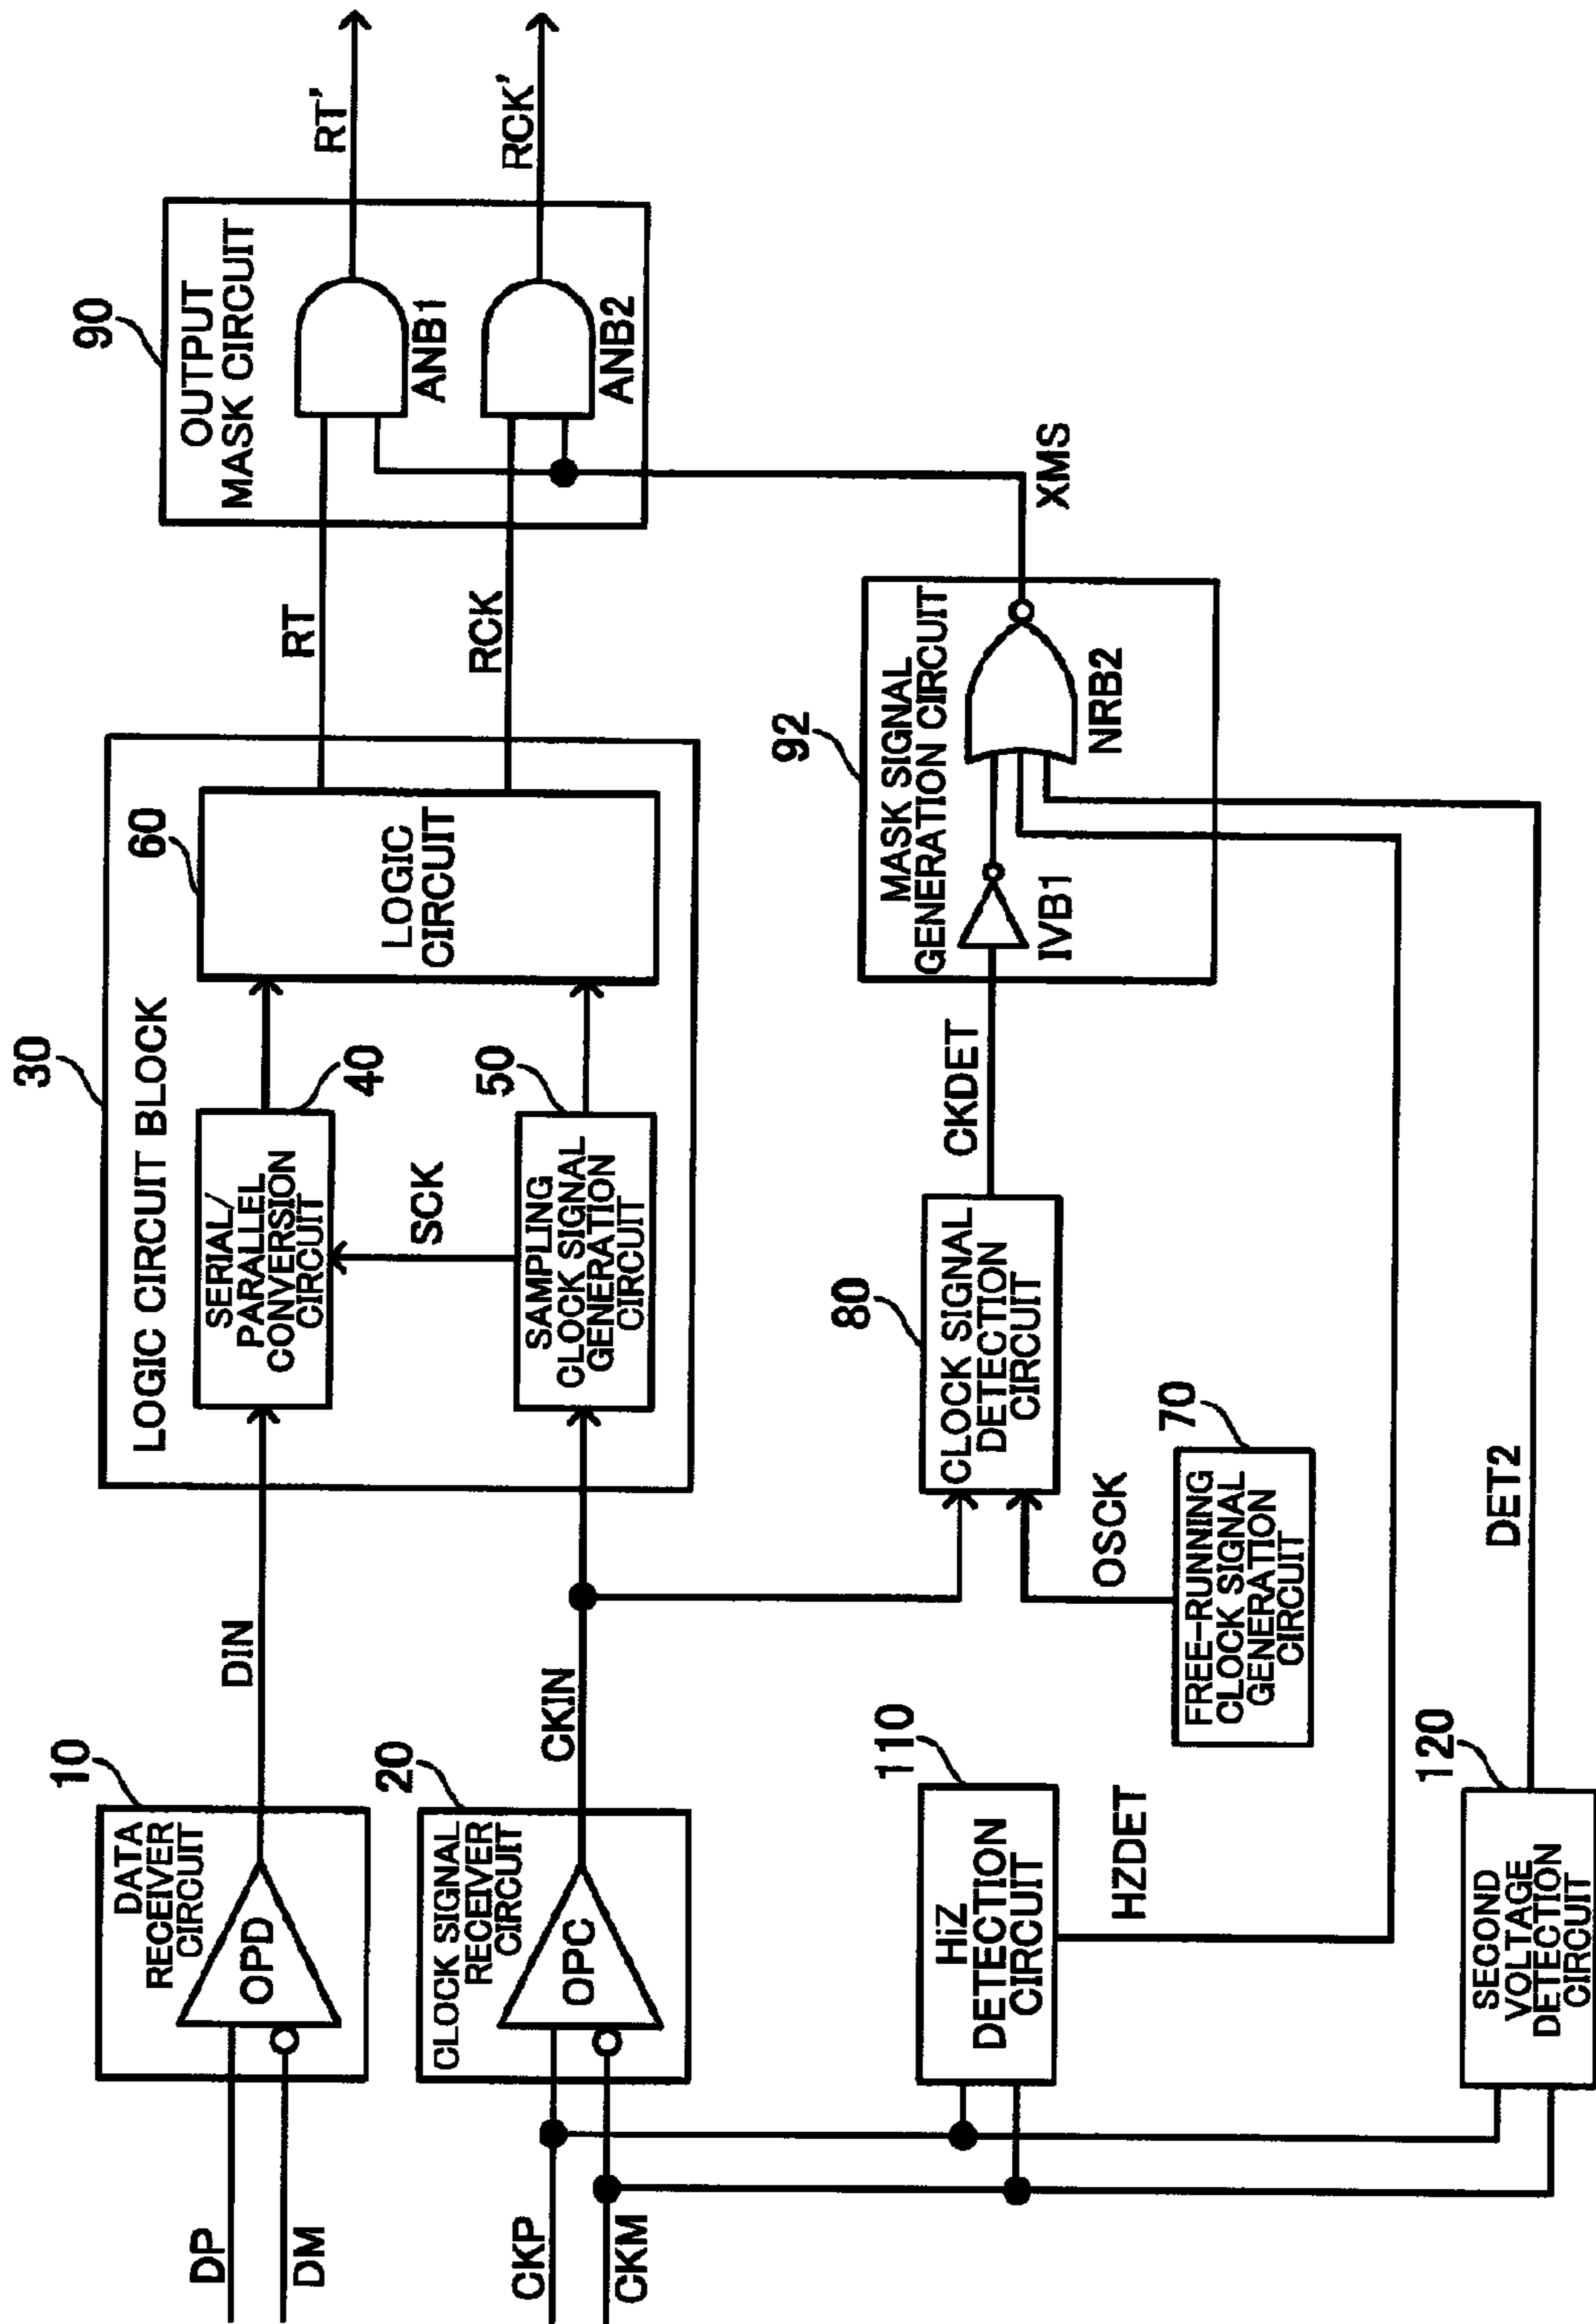 DP
DM
CKP
CKM
10
DATA
RECEIVER
CIRCUIT
OPD
20
CLOCK SIGNAL
RECEIVER
CIRCUIT
OPC
DIN
CKIN
30
LOGIC CIRCUIT BLOCK
SERIAL/
PARALLEL
CONVERSION
CIRCUIT
40
SCK
SAMPLING
CLOCK SIGNAL
GENERATION
CIRCUIT
50
60
LOGIC
CIRCUIT
RT
RCK
90
OUTPUT
MASK CIRCUIT
ANB1
ANB2
RT'
RCK'
110
HiZ
DETECTION
CIRCUIT
HZDET
70
FREE-RUNNING
CLOCK SIGNAL
GENERATION
CIRCUIT
OSCK
80
CLOCK SIGNAL
DETECTION
CIRCUIT
CKDET
92
MASK SIGNAL
GENERATION CIRCUIT
IVB1
NRB2
XMS
120
SECOND
VOLTAGE
DETECTION
CIRCUIT
DET2